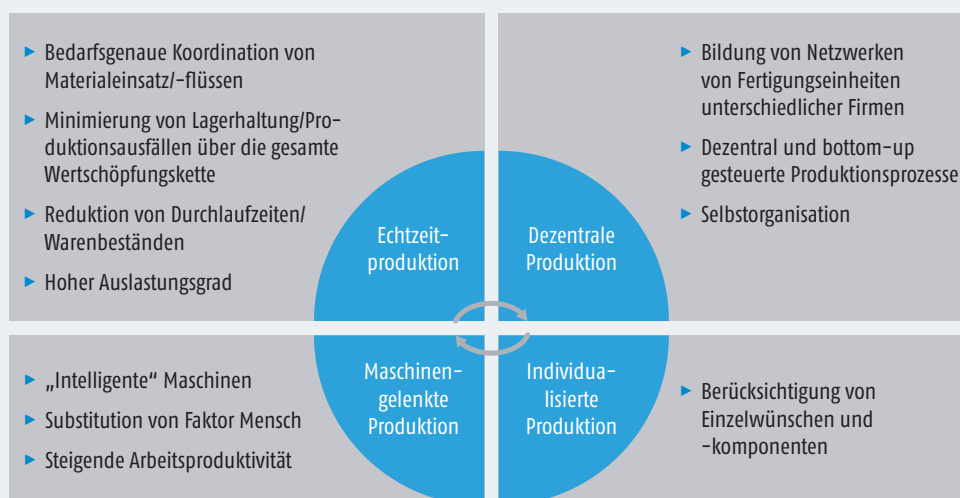 ▶ Bedarfsgenaue Koordination von
Materialeinsatz/-flüssen
▶ Minimierung von Lagerhaltung/Pro-
duktionsausfällen über die gesamte
Wertschöpfungskette
▶ Reduktion von Durchlaufzeiten/
Warenbeständen
▶ Hoher Auslastungsgrad
Echtzeit-
produktion
▶ Bildung von Netzwerken
von Fertigungseinheiten
unterschiedlicher Firmen
▶ Dezentral und bottom-up
gesteuerte Produktionsprozesse
▶ Selbstorganisation
Dezentrale
Produktion
▶ „Intelligente“ Maschinen
▶ Substitution von Faktor Mensch
▶ Steigende Arbeitsproduktivität
Maschinen-
gelenkte
Produktion
Individua-
lisierte
Produktion
▶ Berücksichtigung von
Einzelwünschen und
-komponenten